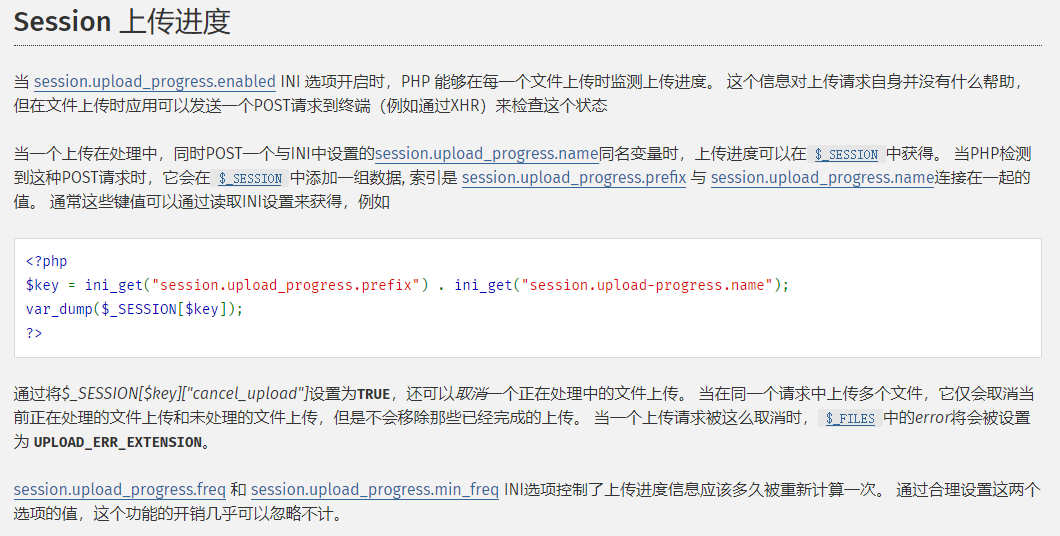 Session 上传进度
当 session.upload_progress.enabled INI 选项开启时，PHP 能够在每一个文件上传时监测上传进度。 这个信息对上传请求自身并没有什么帮助，
但在文件上传时应用可以发送一个POST请求到终端（例如通过XHR）来检查这个状态
当一个上传在处理中，同时POST一个与INI中设置的session.upload_progress.name同名变量时，上传进度可以在 $_SESSION 中获得。 当PHP检测
到这种POST请求时，它会在 $_SESSION 中添加一组数据, 索引是 session.upload_progress.prefix 与 session.upload_progress.name连接在一起的
值。 通常这些键值可以通过读取INI设置来获得，例如
<?php
$key = ini_get("session.upload_progress.prefix") . ini_get("session.upload-progress.name");
var_dump($_SESSION[$key]);
?>
通过将$_SESSION[$key]["cancel_upload"]设置为TRUE，还可以取消一个正在处理中的文件上传。 当在同一个请求中上传多个文件，它仅会取消当
前正在处理的文件上传和未处理的文件上传，但是不会移除那些已经完成的上传。 当一个上传请求被这么取消时， $_FILES 中的error将会被设置
为 UPLOAD_ERR_EXTENSION。
session.upload_progress.freq 和 session.upload_progress.min_freq INI选项控制了上传进度信息应该多久被重新计算一次。 通过合理设置这两个
选项的值，这个功能的开销几乎可以忽略不计。